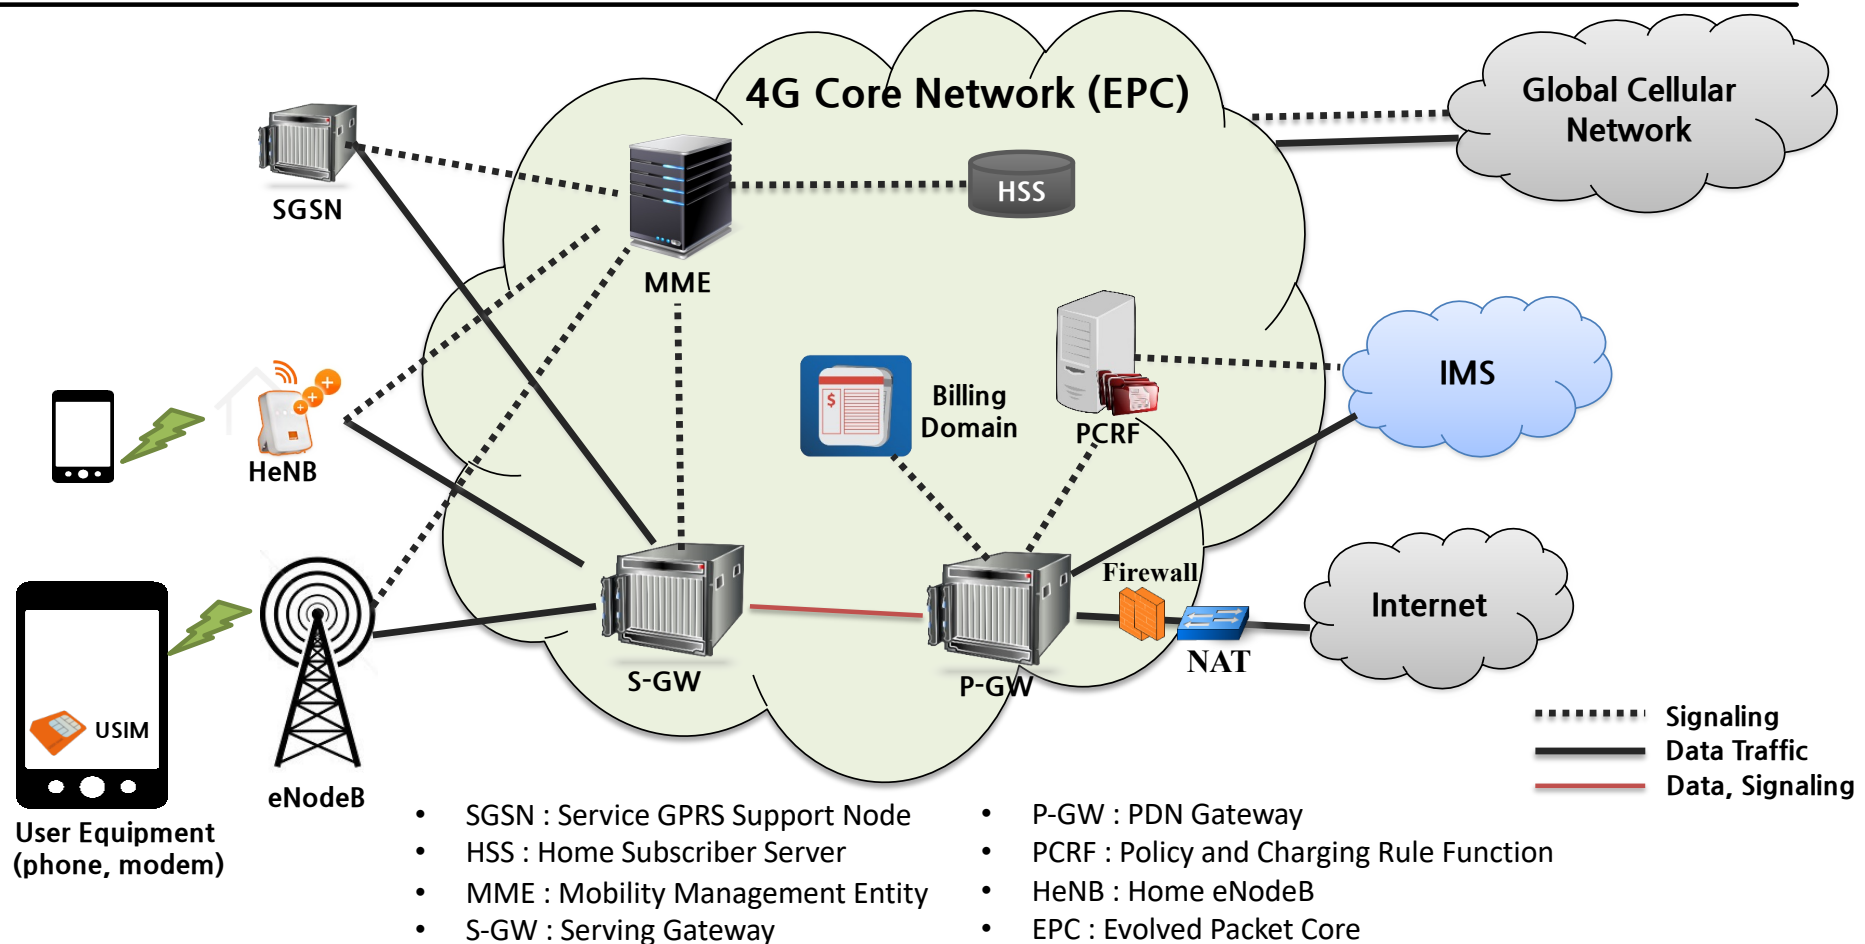 4G Core Network (EPC)
Global Cellular
Network
SGSN
HSS
MME
IMS
Billing
Domain
PCRF
HeNB
Firewall
Internet
NAT
S-GW
P-GW
USIM
eNodeB
User Equipment
(phone, modem)
Signaling
Data Traffic
Data, Signaling
• SGSN : Service GPRS Support Node
• HSS : Home Subscriber Server
• MME : Mobility Management Entity
• S-GW : Serving Gateway
• P-GW : PDN Gateway
• PCRF : Policy and Charging Rule Function
• HeNB : Home eNodeB
• EPC : Evolved Packet Core